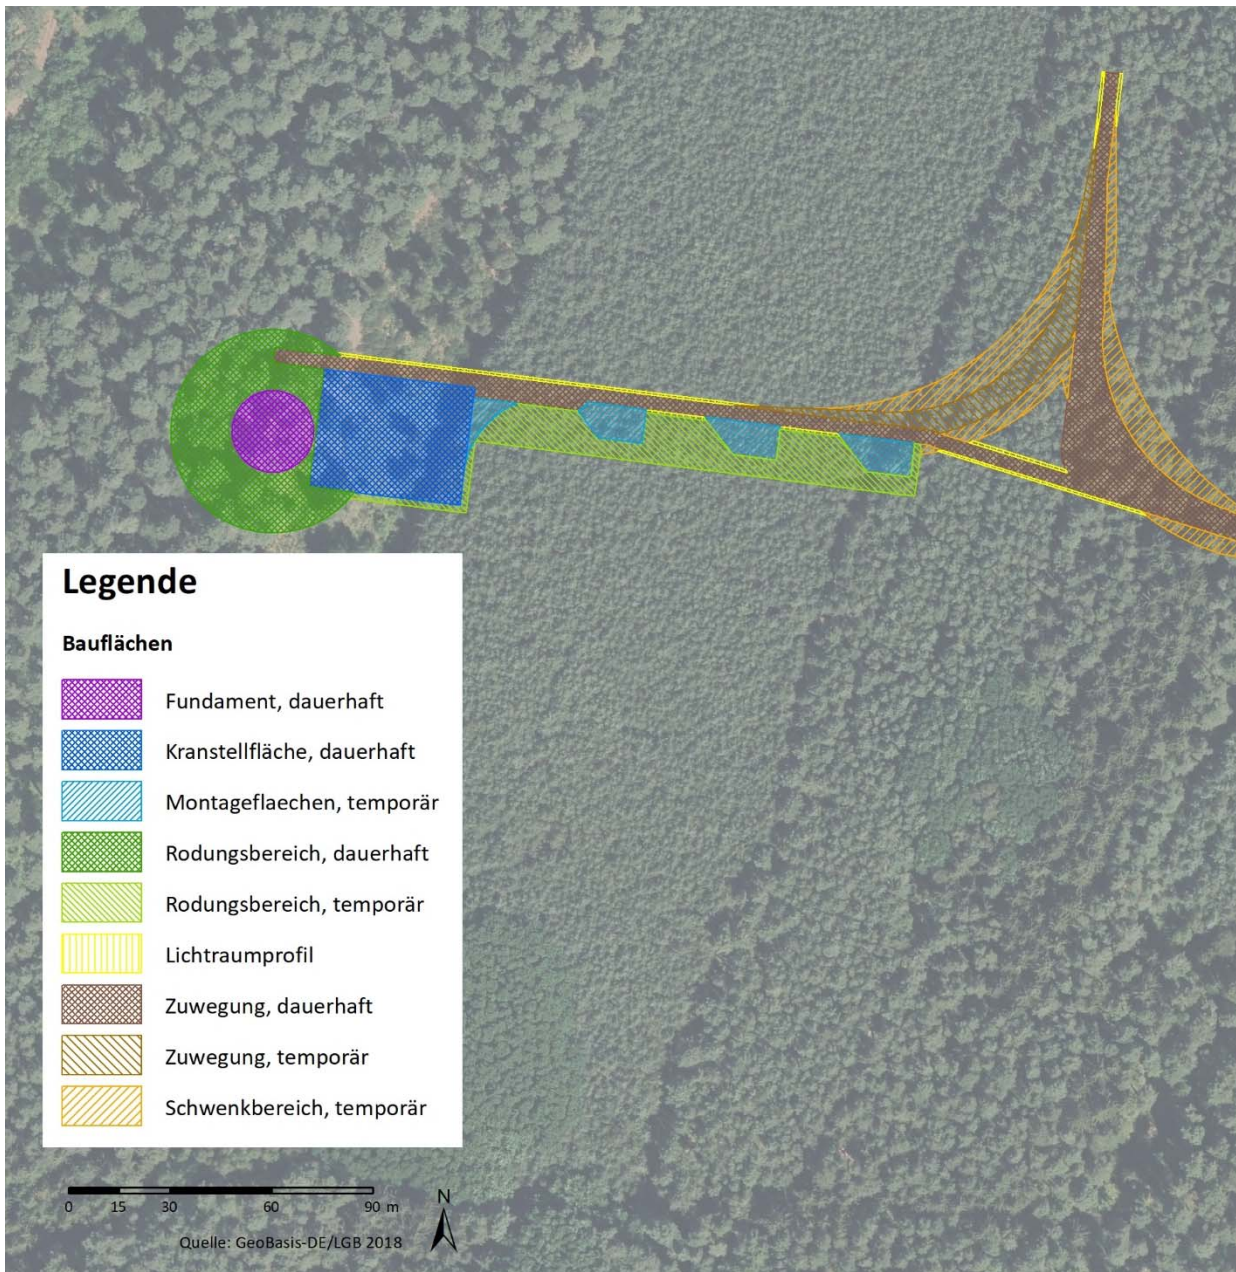 Legende
Bauflächen
Fundament, dauerhaft
Kranstellfläche, dauerhaft
Montageflaechen, temporär
Rodungsbereich, dauerhaft
Rodungsbereich, temporär
Lichtraumprofil
Zuwegung, dauerhaft
Zuwegung, temporär
Schwenkbereich, temporär
0 15 30 60 90 m
N
Quelle: GeoBasis-DE/LGB 2018